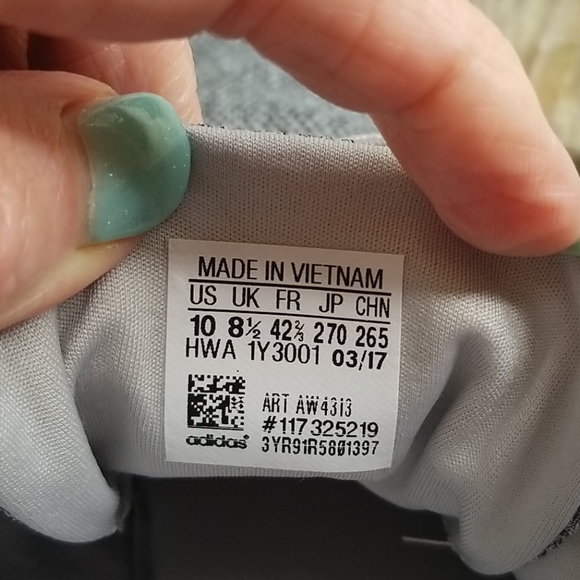 MADE IN VIETNAM
US UK FR JP CHN
10 8½ 42⅔ 270 265
HWA 1Y3001 03/17
ART AW4313
#117325219
adidas 3YR91R5801397